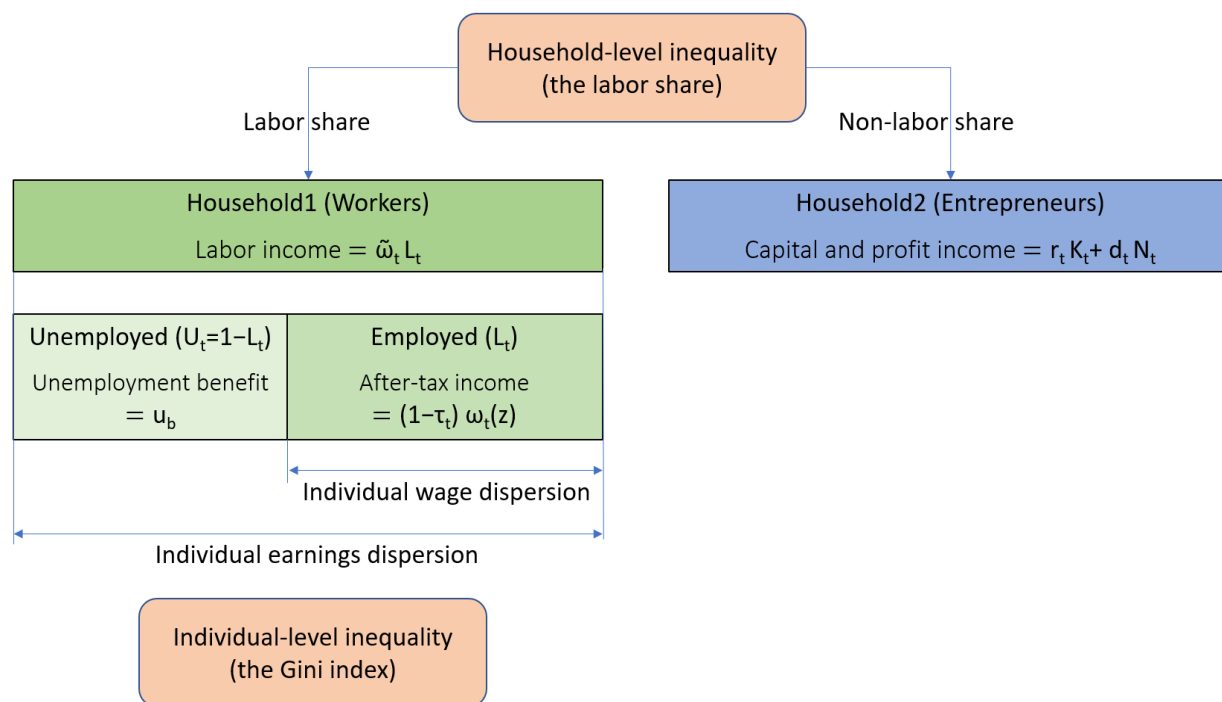 Household-level inequality
(the labor share)
Labor share
Non-labor share
Household1 (Workers)
Labor income = ω̃ₜ Lₜ
Household2 (Entrepreneurs)
Capital and profit income = rₜ Kₜ+ dₜ Nₜ
Unemployed (Uₜ=1−Lₜ)
Unemployment benefit
= u_b
Employed (Lₜ)
After-tax income
= (1−τₜ) ωₜ(z)
Individual wage dispersion
Individual earnings dispersion
Individual-level inequality
(the Gini index)